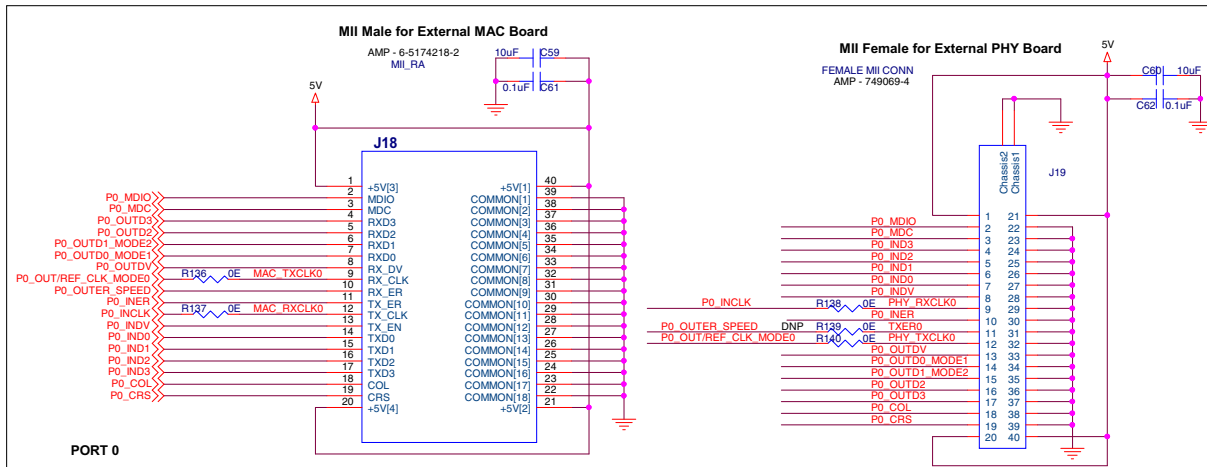 MII Male for External MAC Board
AMP - 6-5174218-2
MII_RA
10uF C59
0.1uF C61
5V
J18
1 +5V[3] +5V[1] 40
P0_MDIO 2 MDIO COMMON[1] 39
P0_MDC 3 MDC COMMON[2] 38
P0_OUTD3 4 RXD3 COMMON[3] 37
P0_OUTD2 5 RXD2 COMMON[4] 36
P0_OUTD1_MODE2 6 RXD1 COMMON[5] 35
P0_OUTD0_MODE1 7 RXD0 COMMON[6] 34
P0_OUTDV 8 RX_DV COMMON[7] 33
P0_OUT/REF_CLK_MODE0 R136 0E MAC_TXCLK0 9 RX_CLK COMMON[8] 32
P0_OUTER_SPEED 10 RX_ER COMMON[9] 31
P0_INER 11 TX_ER COMMON[10] 30
P0_INCLK R137 0E MAC_RXCLK0 12 TX_CLK COMMON[11] 29
P0_INDV 13 TX_EN COMMON[12] 28
P0_IND0 14 TXD0 COMMON[13] 27
P0_IND1 15 TXD1 COMMON[14] 26
P0_IND2 16 TXD2 COMMON[15] 25
P0_IND3 17 TXD3 COMMON[16] 24
P0_COL 18 COL COMMON[17] 23
P0_CRS 19 CRS COMMON[18] 22
20 +5V[4] +5V[2] 21
PORT 0
MII Female for External PHY Board
FEMALE MII CONN
AMP - 749069-4
5V
C60 10uF
C62 0.1uF
J19
Chassis2
Chassis1
1 21
P0_MDIO 2 22
P0_MDC 3 23
P0_IND3 4 24
P0_IND2 5 25
P0_IND1 6 26
P0_IND0 7 27
P0_INDV 8 28
P0_INCLK R138 0E PHY_RXCLK0 9 29
P0_INER 10 30
P0_OUTER_SPEED DNP R139 0E TXER0 11 31
P0_OUT/REF_CLK_MODE0 R140 0E PHY_TXCLK0 12 32
P0_OUTDV 13 33
P0_OUTD0_MODE1 14 34
P0_OUTD1_MODE2 15 35
P0_OUTD2 16 36
P0_OUTD3 17 37
P0_COL 18 38
P0_CRS 19 39
20 40